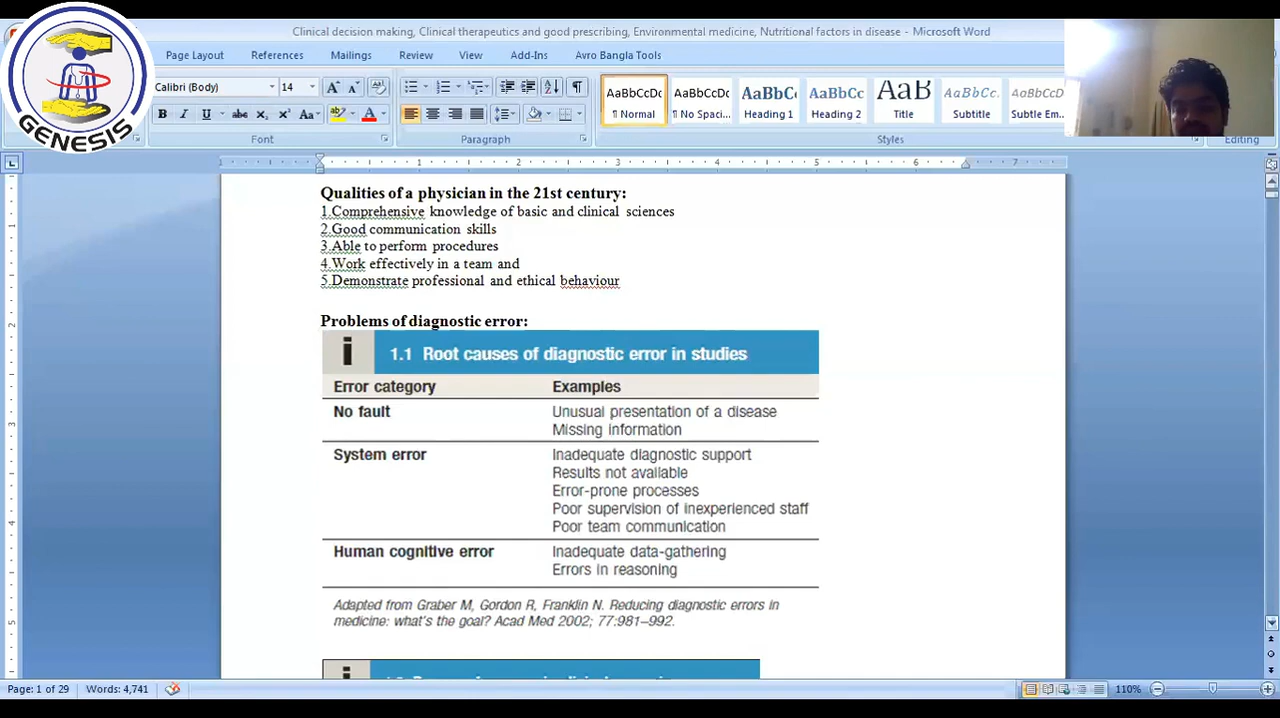 Clinical decision making, Clinical therapeutics and good prescribing, Environmental medicine, Nutritional factors in disease - Microsoft Word
Page Layout References Mailings Review View Add-Ins Avro Bangla Tools
GENESIS
Calibri (Body) 14
AaBbCcDc AaBbCcDc AaBbCc AaBbCc AaB AaBbCc. AaBbCcDc
¶ Normal ¶ No Spaci... Heading 1 Heading 2 Title Subtitle Subtle Em...
Font Paragraph Styles Editing
Qualities of a physician in the 21st century:
1.Comprehensive knowledge of basic and clinical sciences
2.Good communication skills
3.Able to perform procedures
4.Work effectively in a team and
5.Demonstrate professional and ethical behaviour
Problems of diagnostic error:
i 1.1 Root causes of diagnostic error in studies
Error category Examples
No fault Unusual presentation of a disease
Missing information
System error Inadequate diagnostic support
Results not available
Error-prone processes
Poor supervision of inexperienced staff
Poor team communication
Human cognitive error Inadequate data-gathering
Errors in reasoning
Adapted from Graber M, Gordon R, Franklin N. Reducing diagnostic errors in
medicine: what's the goal? Acad Med 2002; 77:981–992.
Page: 1 of 29 Words: 4,741 110%